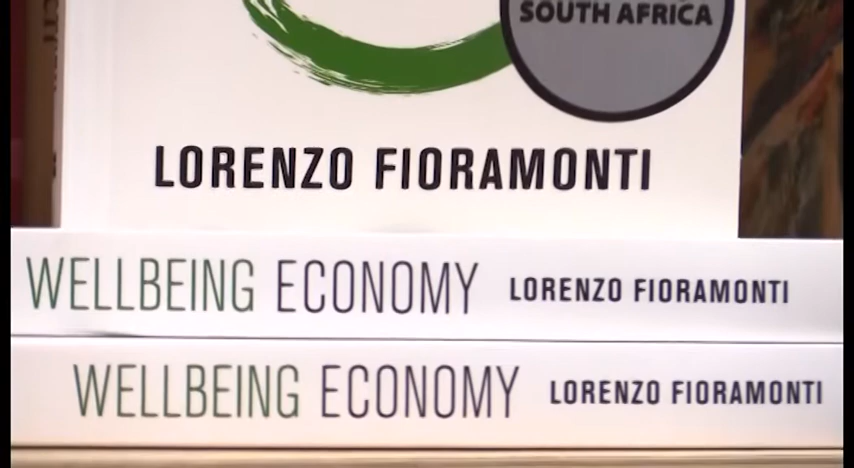 SOUTH AFRICA
LORENZO FIORAMONTI
WELLBEING ECONOMY LORENZO FIORAMONTI
WELLBEING ECONOMY LORENZO FIORAMONTI